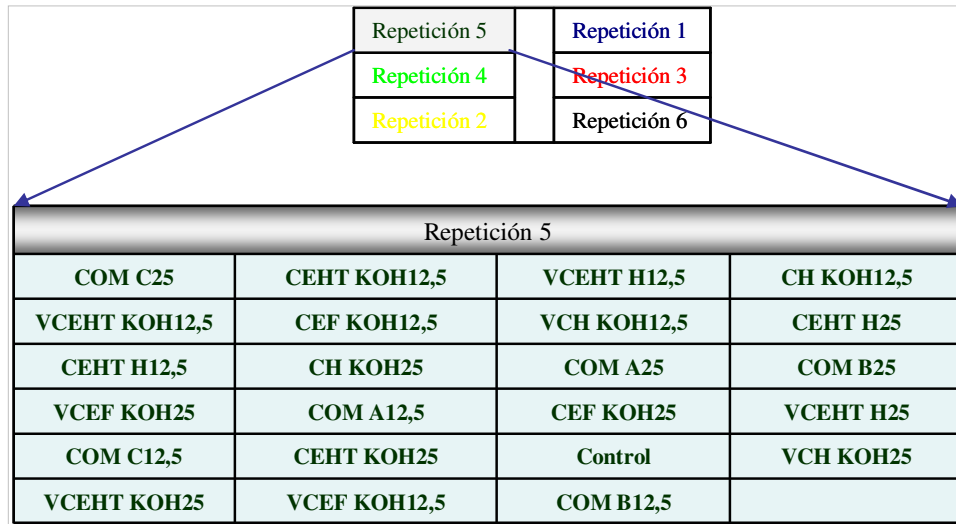 Repetición 5 Repetición 1
Repetición 4 Repetición 3
Repetición 2 Repetición 6
Repetición 5
COM C25 CEHT KOH12,5 VCEHT H12,5 CH KOH12,5
VCEHT KOH12,5 CEF KOH12,5 VCH KOH12,5 CEHT H25
CEHT H12,5 CH KOH25 COM A25 COM B25
VCEF KOH25 COM A12,5 CEF KOH25 VCEHT H25
COM C12,5 CEHT KOH25 Control VCH KOH25
VCEHT KOH25 VCEF KOH12,5 COM B12,5